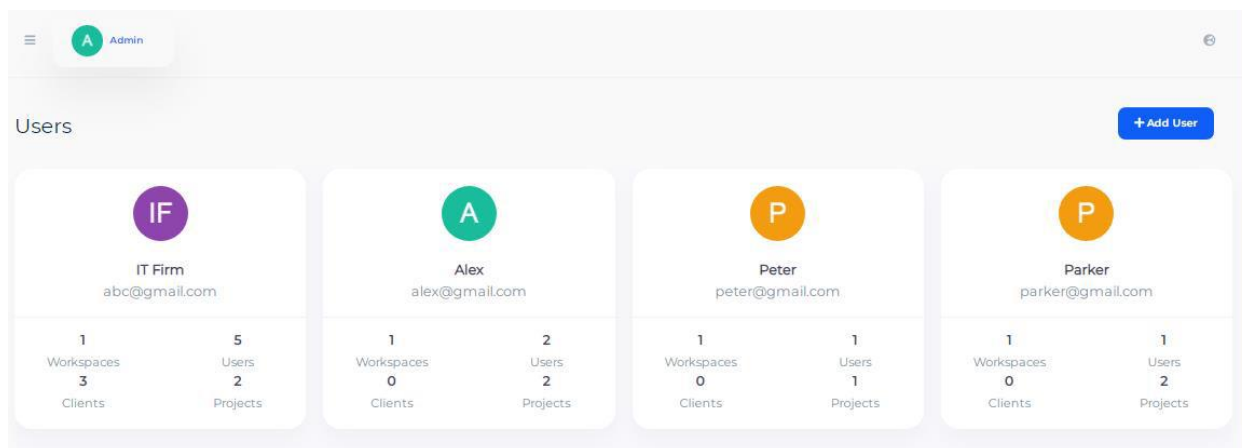 A Admin
Users
+ Add User
IF
IT Firm
abc@gmail.com
1 5
Workspaces Users
3 2
Clients Projects
A
Alex
alex@gmail.com
1 2
Workspaces Users
0 2
Clients Projects
P
Peter
peter@gmail.com
1 1
Workspaces Users
0 1
Clients Projects
P
Parker
parker@gmail.com
1 1
Workspaces Users
0 2
Clients Projects